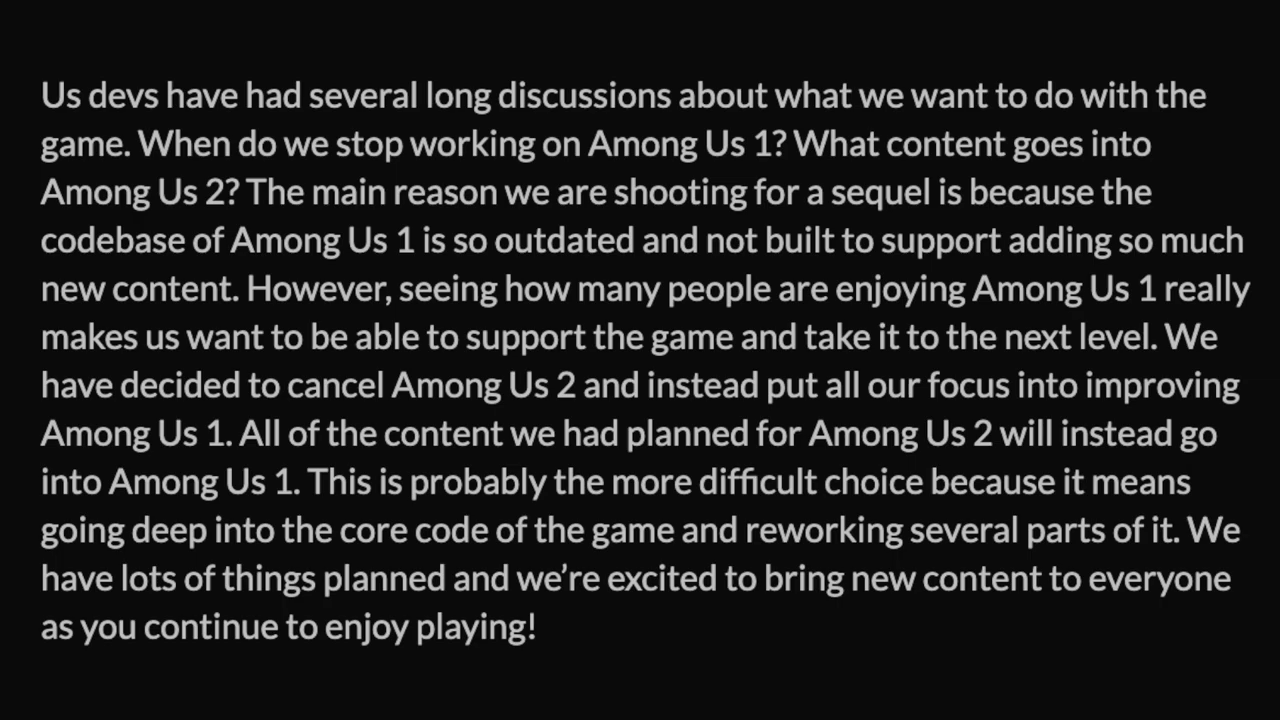 Us devs have had several long discussions about what we want to do with the
game. When do we stop working on Among Us 1? What content goes into
Among Us 2? The main reason we are shooting for a sequel is because the
codebase of Among Us 1 is so outdated and not built to support adding so much
new content. However, seeing how many people are enjoying Among Us 1 really
makes us want to be able to support the game and take it to the next level. We
have decided to cancel Among Us 2 and instead put all our focus into improving
Among Us 1. All of the content we had planned for Among Us 2 will instead go
into Among Us 1. This is probably the more difficult choice because it means
going deep into the core code of the game and reworking several parts of it. We
have lots of things planned and we’re excited to bring new content to everyone
as you continue to enjoy playing!